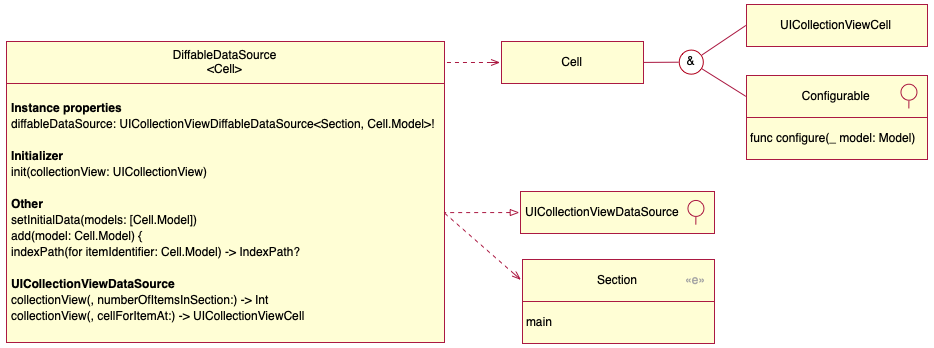 DiffableDataSource
<Cell>
Instance properties
diffableDataSource: UICollectionViewDiffableDataSource<Section, Cell.Model>!
Initializer
init(collectionView: UICollectionView)
Other
setInitialData(models: [Cell.Model])
add(model: Cell.Model) {
indexPath(for itemIdentifier: Cell.Model) -> IndexPath?
UICollectionViewDataSource
collectionView(, numberOfItemsInSection:) -> Int
collectionView(, cellForItemAt:) -> UICollectionViewCell
Cell
&
UICollectionViewCell
Configurable
func configure(_ model: Model)
UICollectionViewDataSource
Section
«e»
main